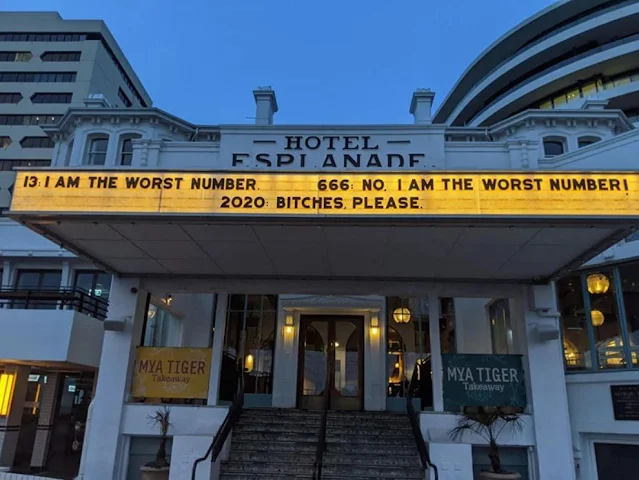 HOTEL
ESPLANADE
13: I AM THE WORST NUMBER. 666: NO, I AM THE WORST NUMBER!
2020: BITCHES, PLEASE.
MYA TIGER
Takeaway
MYA TIGER
Takeaway